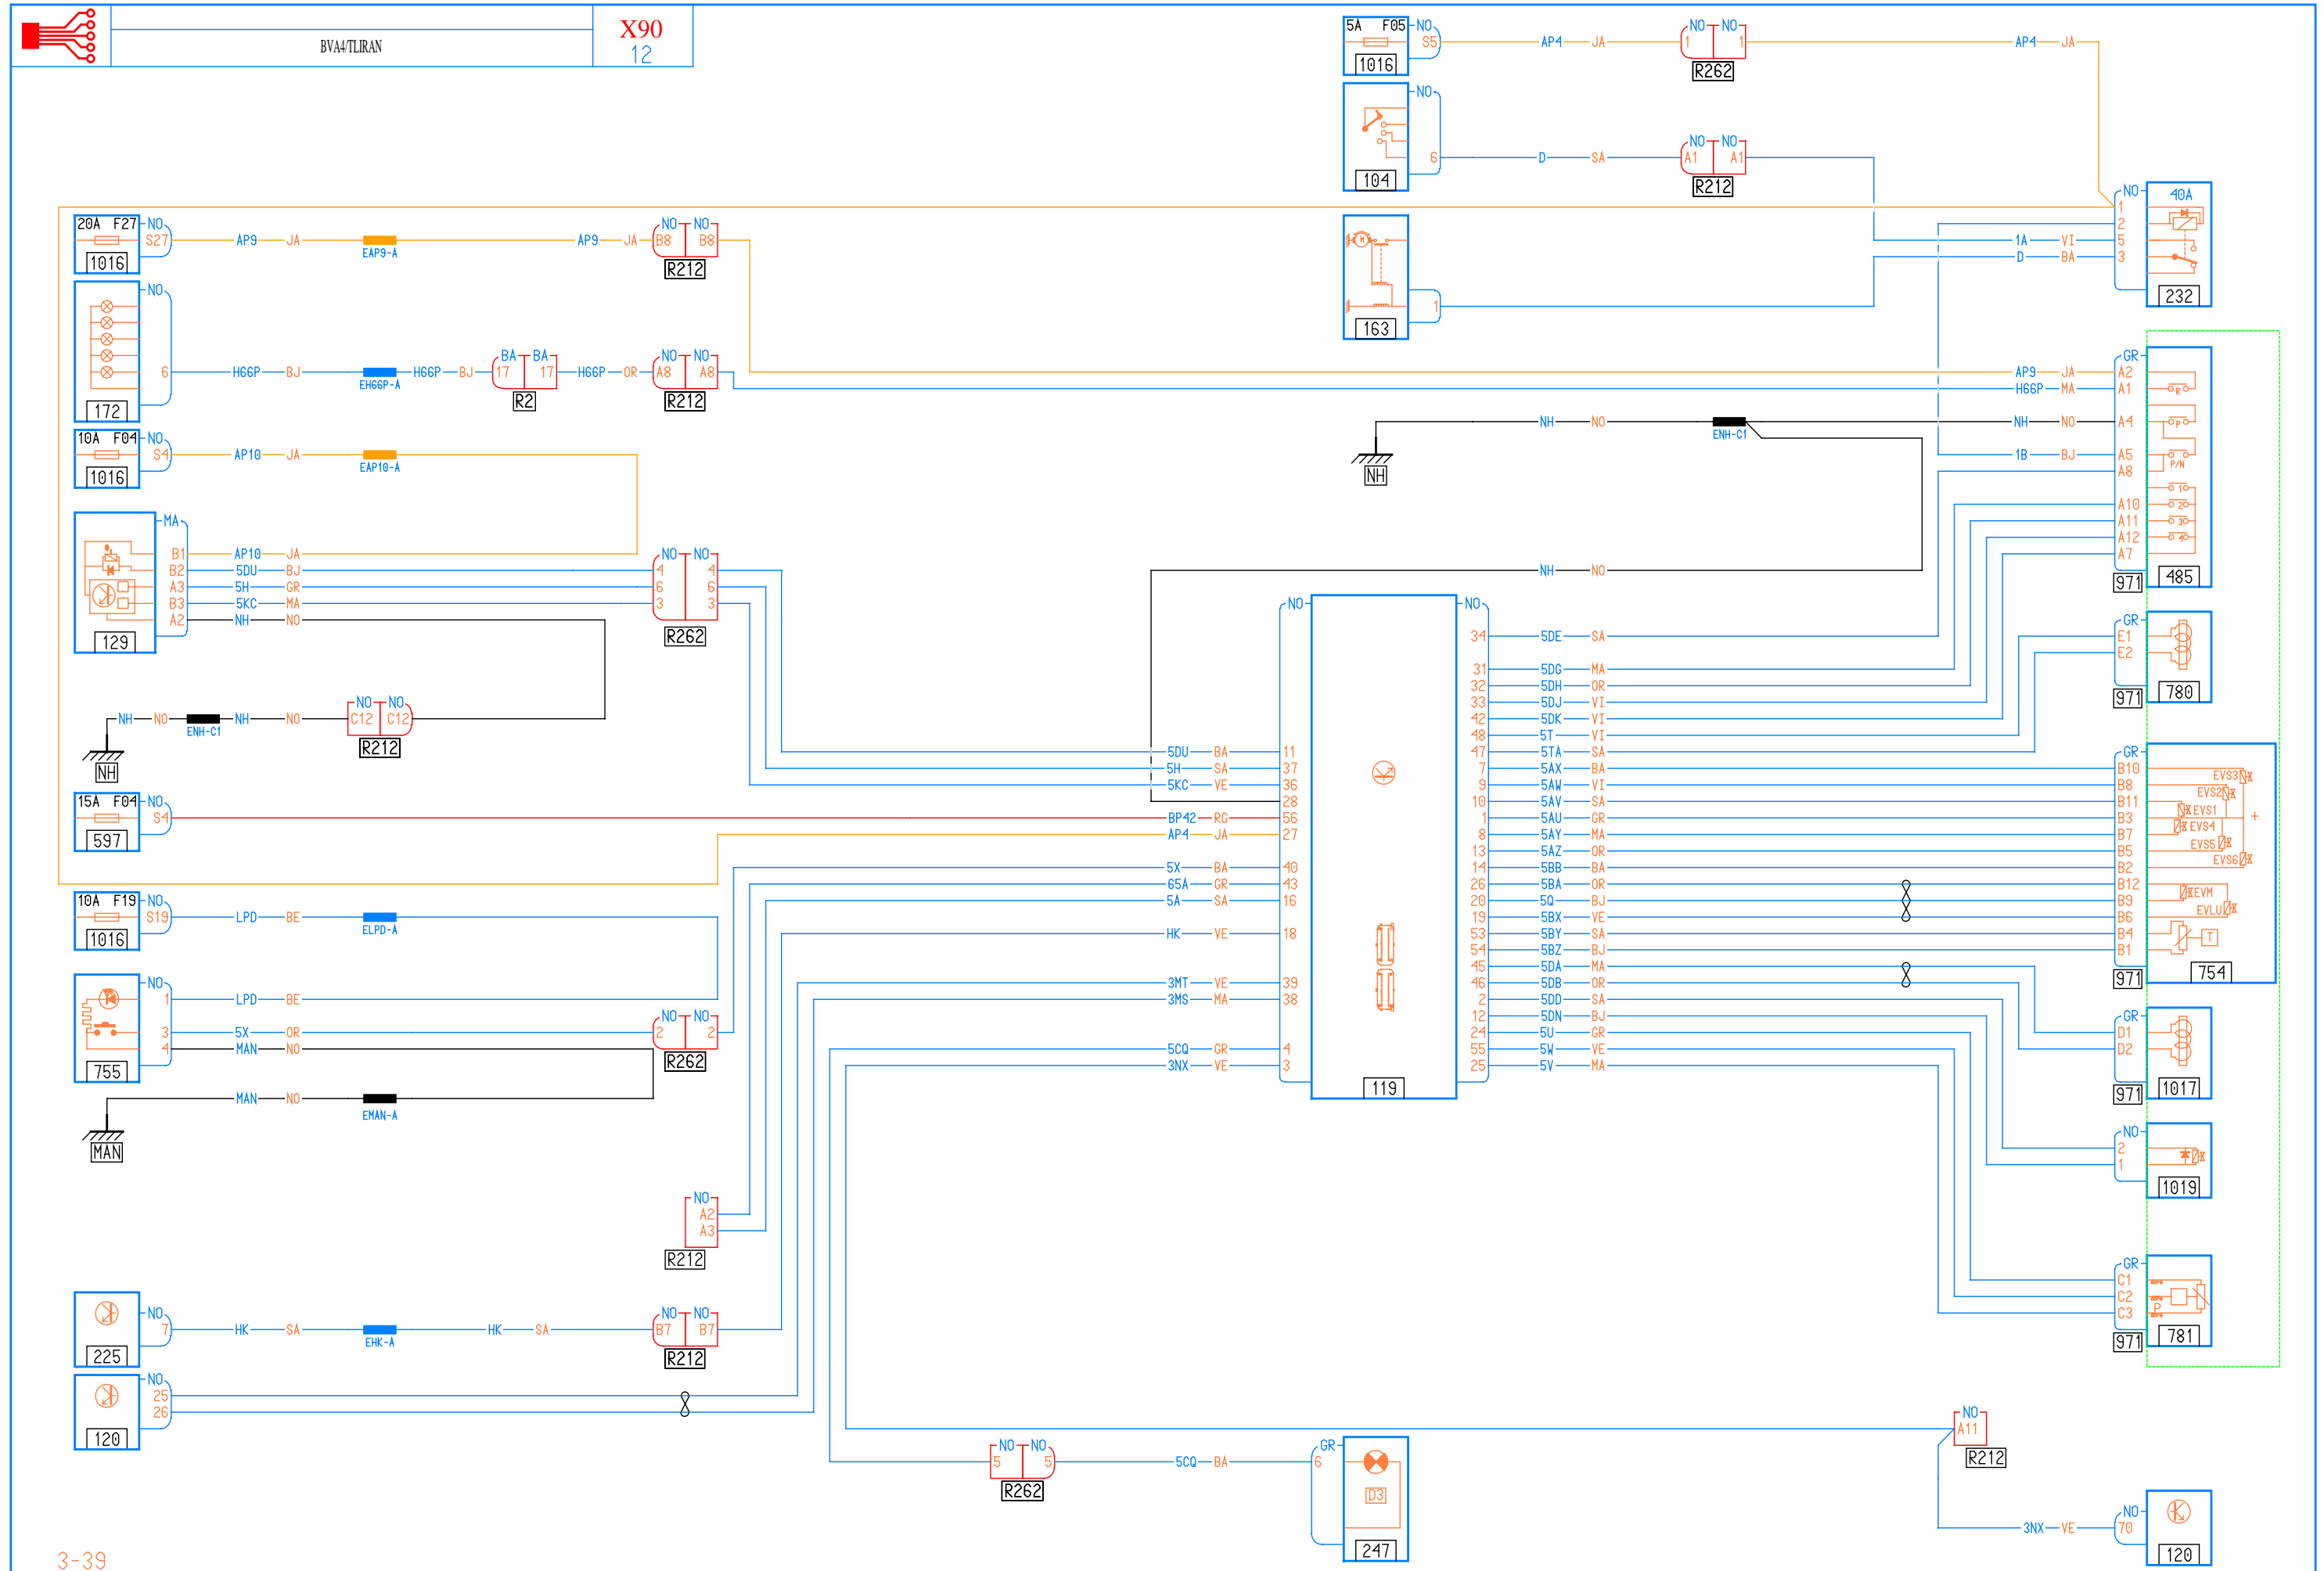 BVA4/TLIRAN
X90
12
5A F05 NO
S5 AP4 JA
1016
NO NO
1 1
R262
AP4 JA
NO
6 D SA
104
NO NO
A1 A1
R212
NO 40A
1
2
1A VI 5
D BA 3
232
1
163
20A F27 NO
S27 AP9 JA EAP9-A AP9 JA
1016
NO NO
B8 B8
R212
NO
6 H66P BJ EH66P-A H66P BJ
172
BA BA
17 17
R2
H66P OR
NO NO
A8 A8
R212
10A F04 NO
S4 AP10 JA EAP10-A
1016
MA
B1 AP10 JA
B2 5DU BJ
A3 5H GR
B3 5KC MA
A2 NH NO
129
NO NO
4 4
6 6
3 3
R262
NH NO ENH-C1 NH NO
NO NO
C12 C12
R212
NH
15A F04 NO
S4
597
10A F19 NO
S19 LPD BE ELPD-A
1016
NO
1 LPD BE
3 5X OR
4 MAN NO
755
NO NO
2 2
R262
MAN NO EMAN-A
MAN
NO
A2
A3
R212
NO
7 HK SA EHK-A HK SA
225
NO NO
B7 B7
R212
NO
25
26
120
NH NO ENH-C1 NH NO
NH
NH NO
NO NO
5DU BA 11
5H SA 37
5KC VE 36
28
BP42 RG 56
AP4 JA 27
5X BA 40
65A GR 43
5A SA 16
HK VE 18
3MT VE 39
3MS MA 38
5CQ GR 4
3NX VE 3
119
34 5DE SA
31 5DG MA
32 5DH OR
33 5DJ VI
42 5DK VI
48 5T VI
47 5TA SA
7 5AX BA
9 5AW VI
10 5AV SA
1 5AU GR
8 5AY MA
13 5AZ OR
14 5BB BA
26 5BA OR
20 5Q BJ
19 5BX VE
53 5BY SA
54 5BZ BJ
45 5DA MA
46 5DB OR
2 5DD SA
12 5DN BJ
24 5U GR
55 5W VE
25 5V MA
GR
AP9 JA A2
H66P MA A1 R
A4 P
1B BJ A5 P/N
A8
A10 1
A11 2
A12 3
A7 4
971 485
GR
E1
E2
971 780
GR
B10 EVS3
B8 EVS2
B11 EVS1
B3 +
B7 EVS4
B5 EVS5
B2 EVS6
B12 EVM
B9
B6 EVLU
B4 T
B1
971 754
GR
D1
D2
971 1017
NO
2
1
1019
GR
C1
C2
C3 P
971 781
NO NO
5 5
R262
5CQ BA
GR
6
D3
247
NO
A11
R212
NO
3NX VE 70
120
3-39